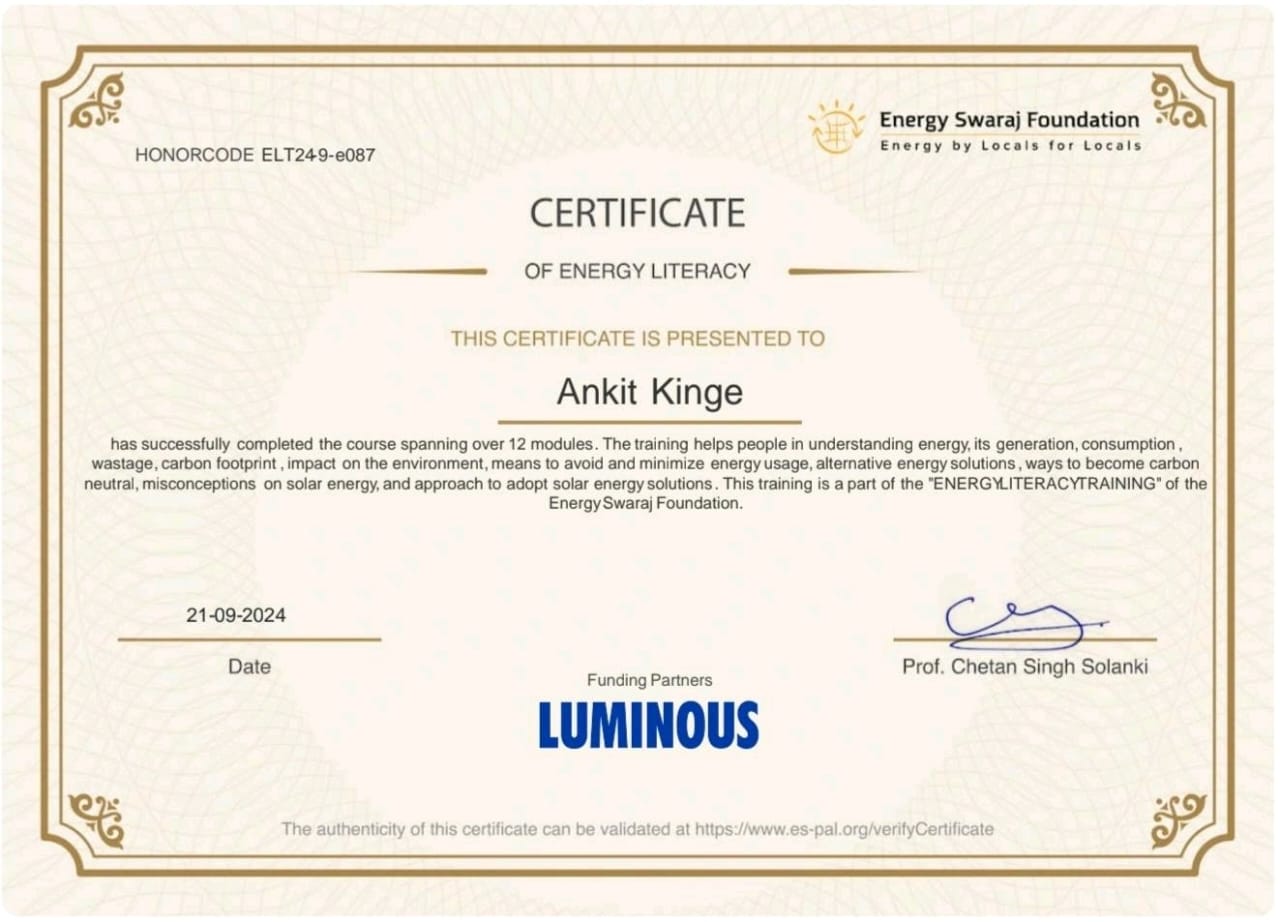 HONORCODE ELT249-e087
Energy Swaraj Foundation
Energy by Locals for Locals
CERTIFICATE
OF ENERGY LITERACY
THIS CERTIFICATE IS PRESENTED TO
Ankit Kinge
has successfully completed the course spanning over 12 modules. The training helps people in understanding energy, its generation, consumption,
wastage, carbon footprint, impact on the environment, means to avoid and minimize energy usage, alternative energy solutions, ways to become carbon
neutral, misconceptions on solar energy, and approach to adopt solar energy solutions. This training is a part of the "ENERGYLITERACYTRAINING" of the
Energy Swaraj Foundation.
21-09-2024
Date
Prof. Chetan Singh Solanki
Funding Partners
LUMINOUS
The authenticity of this certificate can be validated at https://www.es-pal.org/verifyCertificate